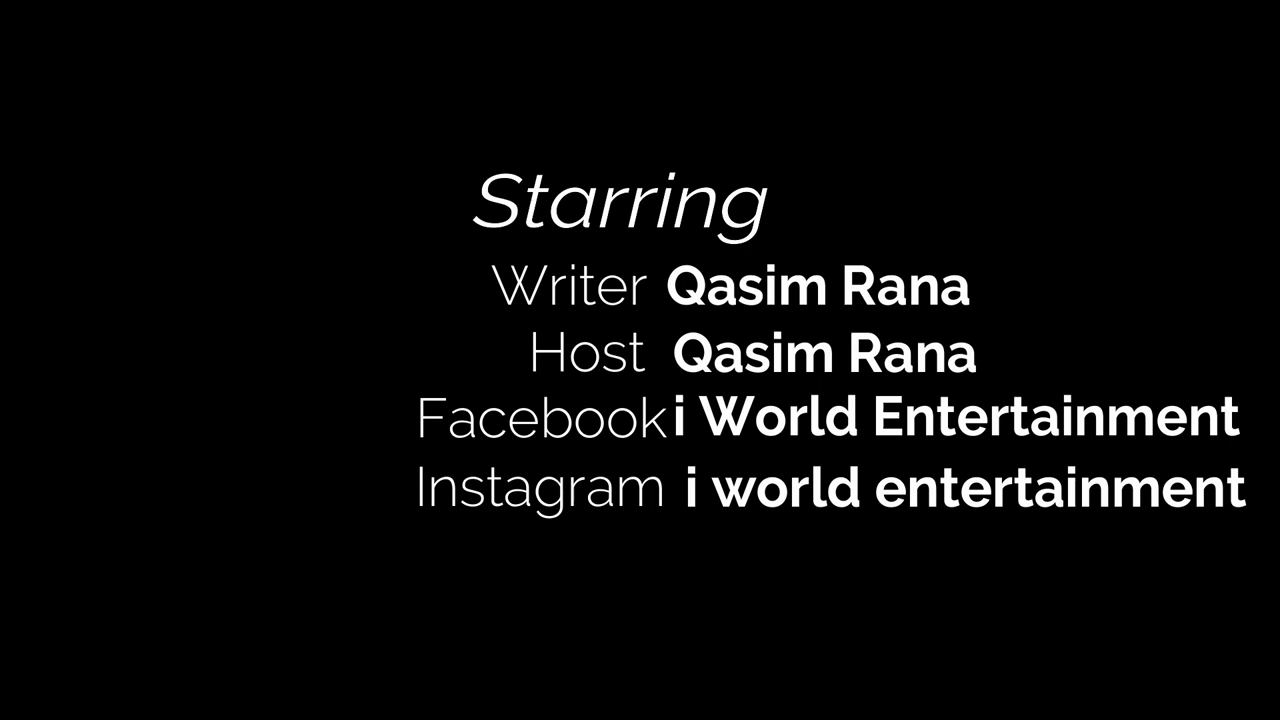 Starring
Writer Qasim Rana
Host Qasim Rana
Facebook i World Entertainment
Instagram i world entertainment